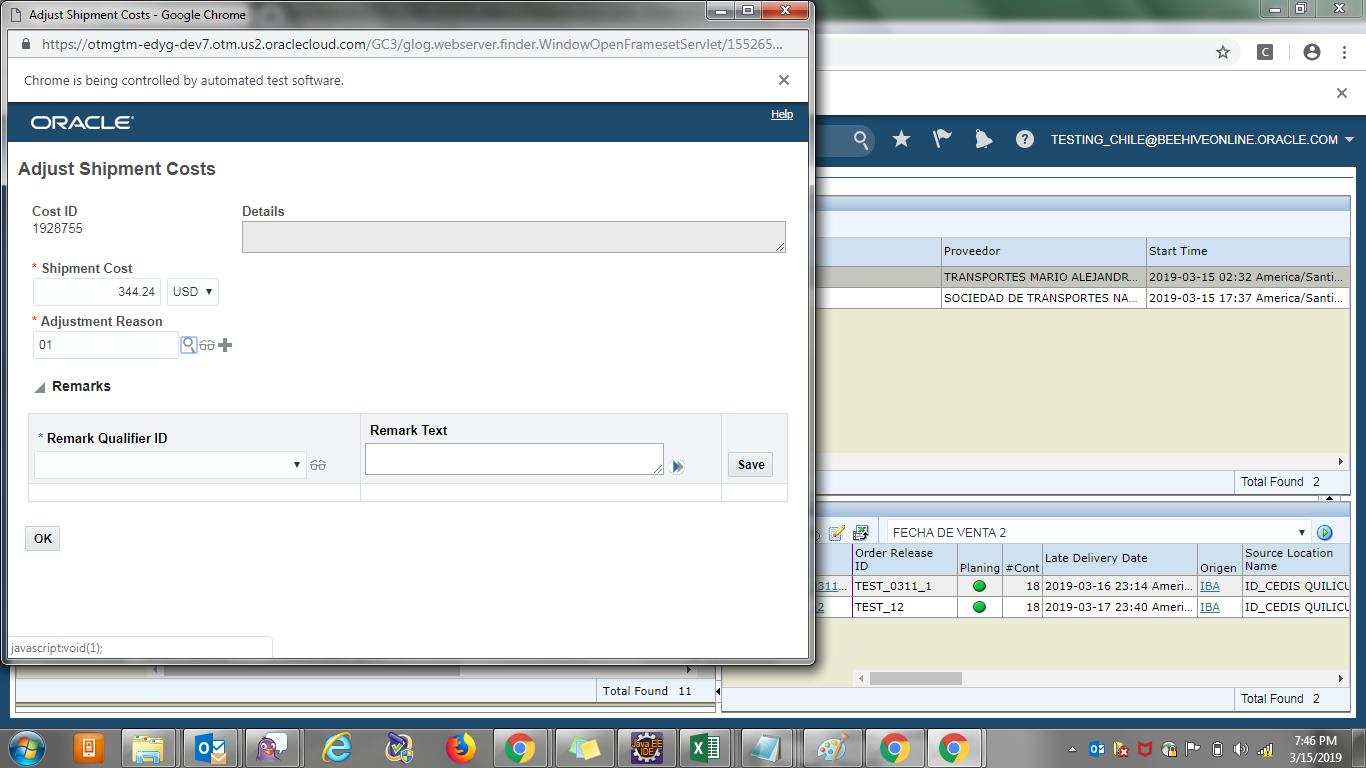 Adjust Shipment Costs - Google Chrome
https://otmgtm-edyg-dev7.otm.us2.oraclecloud.com/GC3/glog.webserver.finder.WindowOpenFramesetServlet/155265...
Chrome is being controlled by automated test software.
ORACLE
Help
Adjust Shipment Costs
Cost ID
1928755
Details
* Shipment Cost
344.24
USD
* Adjustment Reason
01
Remarks
* Remark Qualifier ID
Remark Text
Save
OK
javascript:void(1);
C
TESTING_CHILE@BEEHIVEONLINE.ORACLE.COM
Proveedor
Start Time
TRANSPORTES MARIO ALEJANDR...
2019-03-15 02:32 America/Santi...
SOCIEDAD DE TRANSPORTES NA...
2019-03-15 17:37 America/Santi...
Total Found 2
FECHA DE VENTA 2
Order Release
ID
Planing
#Cont
Late Delivery Date
Origen
Source Location
Name
311...
TEST_0311_1
18
2019-03-16 23:14 Ameri...
IBA
ID_CEDIS QUILICU
2
TEST_12
18
2019-03-17 23:40 Ameri...
IBA
ID_CEDIS QUILICU
Total Found 11
Total Found 2
Java EE
IDE
7:46 PM
3/15/2019